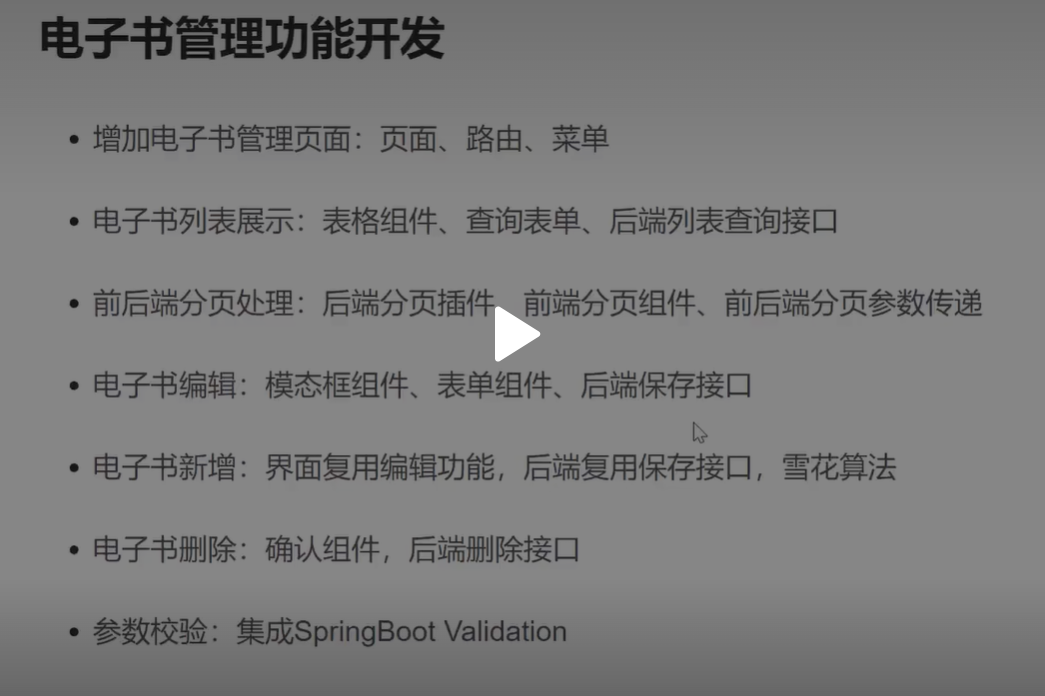 电子书管理功能开发
增加电子书管理页面：页面、路由、菜单
电子书列表展示：表格组件、查询表单、后端列表查询接口
前后端分页处理：后端分页插件、前端分页组件、前后端分页参数传递
电子书编辑：模态框组件、表单组件、后端保存接口
电子书新增：界面复用编辑功能，后端复用保存接口，雪花算法
电子书删除：确认组件，后端删除接口
参数校验：集成SpringBoot Validation